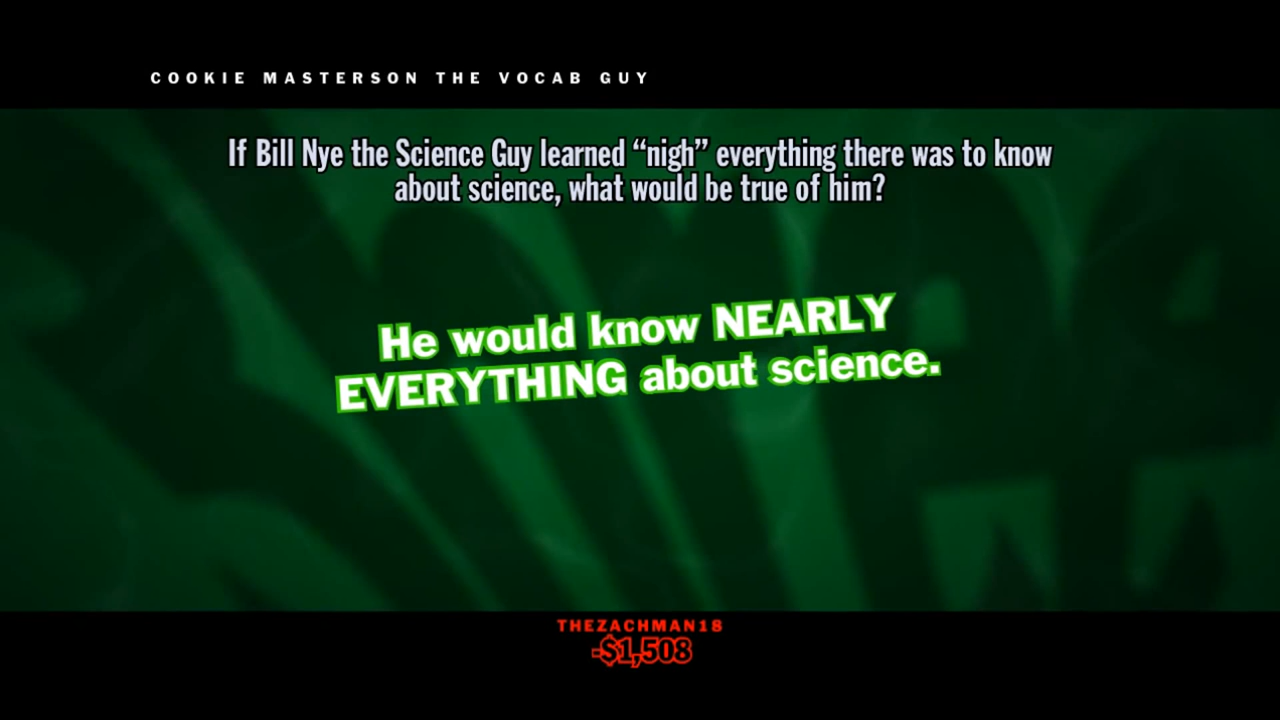 COOKIE MASTERSON THE VOCAB GUY
If Bill Nye the Science Guy learned “nigh” everything there was to know
about science, what would be true of him?
He would know NEARLY
EVERYTHING about science.
THEZACHMAN18
-$1,508